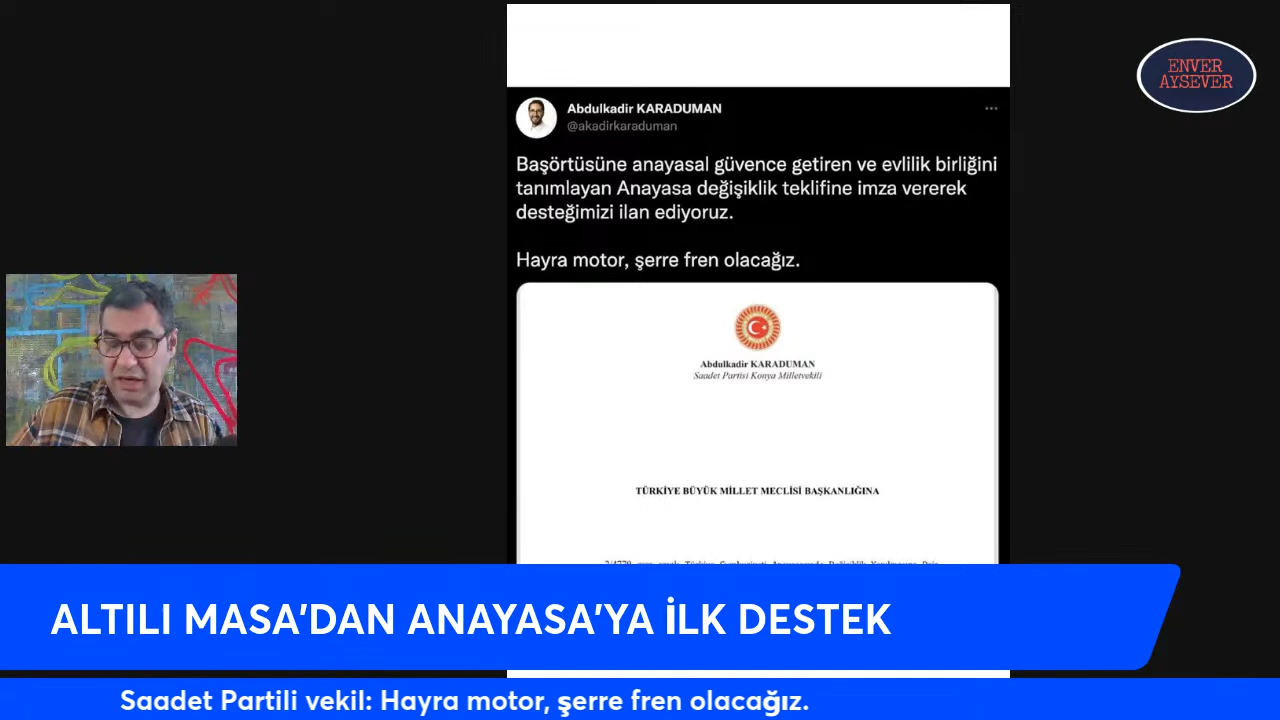 ENVER
AYSEVER
Abdulkadir KARADUMAN
@akadirkaraduman
Başörtüsüne anayasal güvence getiren ve evlilik birliğini
tanımlayan Anayasa değişiklik teklifine imza vererek
desteğimizi ilan ediyoruz.
Hayra motor, şerre fren olacağız.
Abdulkadir KARADUMAN
Saadet Partisi Konya Milletvekili
TÜRKİYE BÜYÜK MİLLET MECLİSİ BAŞKANLIĞINA
ALTILI MASA'DAN ANAYASA'YA İLK DESTEK
Saadet Partili vekil: Hayra motor, şerre fren olacağız.